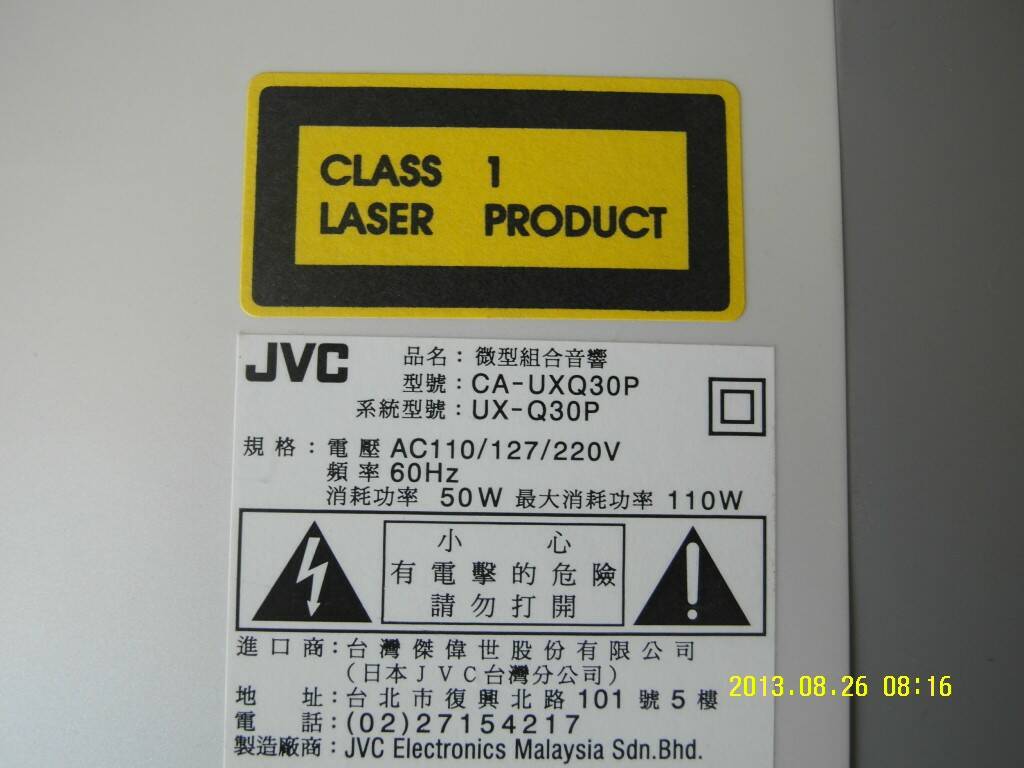 CLASS 1
LASER PRODUCT
JVC
品名：微型組合音響
型號：CA-UXQ30P
系統型號：UX-Q30P
規格：電壓 AC110/127/220V
頻率 60Hz
消耗功率 50W 最大消耗功率 110W
小心
有電擊的危險
請勿打開
進口商：台灣傑偉世股份有限公司
（日本JVC台灣分公司）
地址：台北市復興北路101號5樓
電話：(02)27154217
製造廠商：JVC Electronics Malaysia Sdn.Bhd.
2013.08.26 08:16